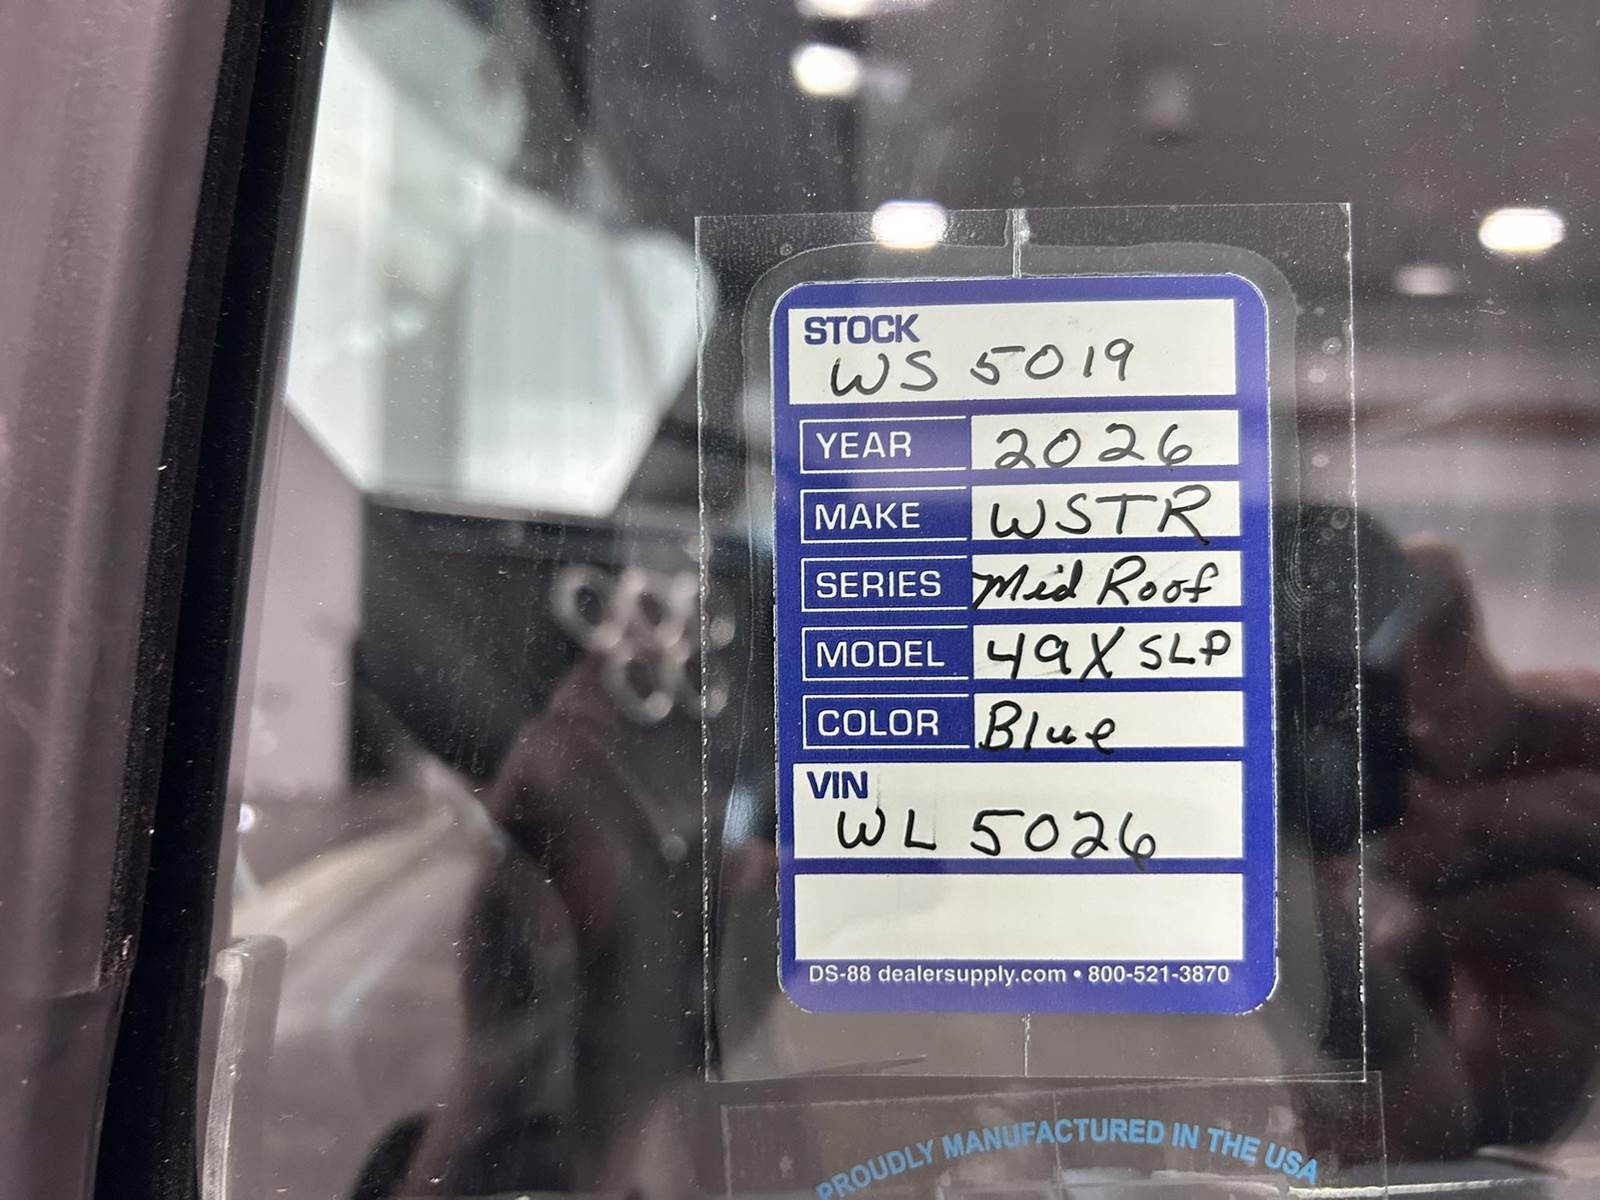 STOCK
WS 5019
YEAR 2026
MAKE WSTR
SERIES Mid Roof
MODEL 49X SLP
COLOR Blue
VIN
WL 5026
DS-88 dealersupply.com • 800-521-3870
PROUDLY MANUFACTURED IN THE USA